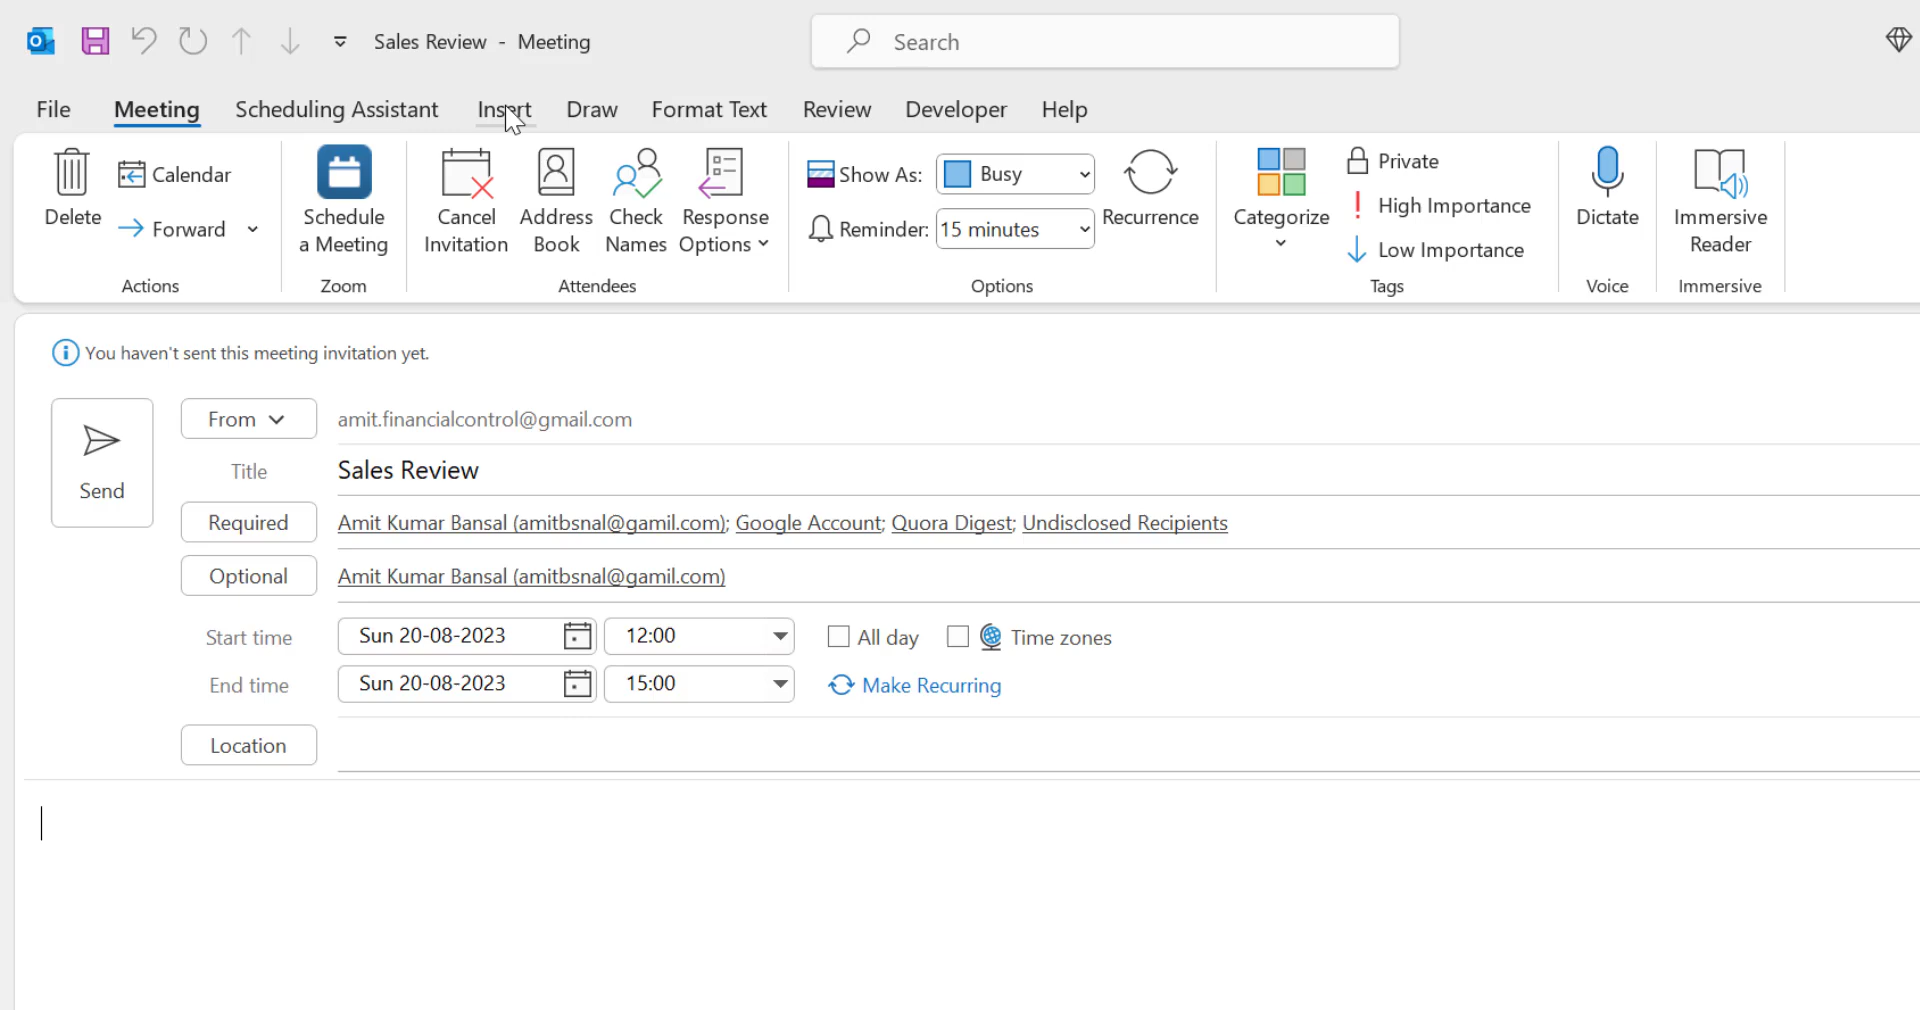 Sales Review - Meeting
Search
File Meeting Scheduling Assistant Insert Draw Format Text Review Developer Help
Delete
Calendar
Forward
Actions
Schedule
a Meeting
Zoom
Cancel
Invitation
Address
Book
Check
Names
Response
Options
Attendees
Show As: Busy
Reminder: 15 minutes
Recurrence
Options
Categorize
Private
High Importance
Low Importance
Tags
Dictate
Voice
Immersive
Reader
Immersive
You haven't sent this meeting invitation yet.
Send
From amit.financialcontrol@gmail.com
Title Sales Review
Required Amit Kumar Bansal (amitbsnal@gamil.com); Google Account; Quora Digest; Undisclosed Recipients
Optional Amit Kumar Bansal (amitbsnal@gamil.com)
Start time Sun 20-08-2023 12:00 All day Time zones
End time Sun 20-08-2023 15:00 Make Recurring
Location